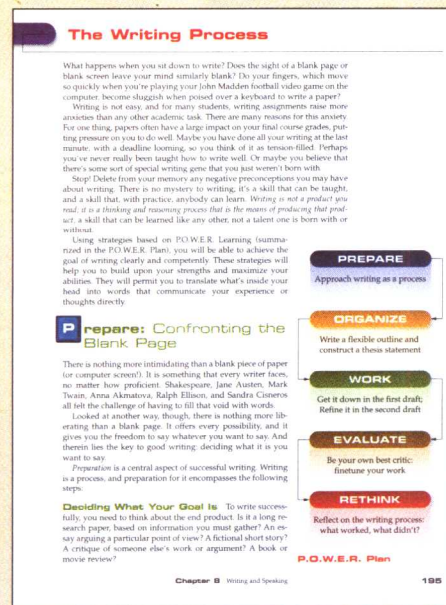 The Writing Process
What happens when you sit down to write? Does the sight of a blank page or
blank screen leave your mind similarly blank? Do your fingers, which move
so quickly when you're playing your John Madden football video game on the
computer, become sluggish when poised over a keyboard to write a paper?
Writing is not easy, and for many students, writing assignments raise more
anxieties than any other academic task. There are many reasons for this anxiety.
For one thing, papers often have a large impact on your final course grades, put-
ting pressure on you to do well. Maybe you have done all your writing at the last
minute, with a deadline looming, so you think of it as tension-filled. Perhaps
you've never really been taught how to write well. Or maybe you believe that
there's some sort of special writing gene that you just weren't born with.
Stop! Delete from your memory any negative preconceptions you may have
about writing. There is no mystery to writing; it's a skill that can be taught,
and a skill that, with practice, anybody can learn. Writing is not a product you
read; it is a thinking and reasoning process that is the means of producing that prod-
uct, a skill that can be learned like any other, not a talent one is born with or
without.
Using strategies based on P.O.W.E.R. Learning (summa-
rized in the P.O.W.E.R. Plan), you will be able to achieve the
goal of writing clearly and competently. These strategies will
help you to build upon your strengths and maximize your
abilities. They will permit you to translate what's inside your
head into words that communicate your experience or
thoughts directly.
Prepare: Confronting the
Blank Page
There is nothing more intimidating than a blank piece of paper
(or computer screen!). It is something that every writer faces,
no matter how proficient. Shakespeare, Jane Austen, Mark
Twain, Anna Akmatova, Ralph Ellison, and Sandra Cisneros
all felt the challenge of having to fill that void with words.
Looked at another way, though, there is nothing more lib-
erating than a blank page. It offers every possibility, and it
gives you the freedom to say whatever you want to say. And
therein lies the key to good writing: deciding what it is you
want to say.
Preparation is a central aspect of successful writing. Writing
is a process, and preparation for it encompasses the following
steps:
Deciding What Your Goal Is To write success-
fully, you need to think about the end product. Is it a long re-
search paper, based on information you must gather? An es-
say arguing a particular point of view? A fictional short story?
A critique of someone else's work or argument? A book or
movie review?
PREPARE
Approach writing as a process
ORGANIZE
Write a flexible outline and
construct a thesis statement
WORK
Get it down in the first draft;
Refine it in the second draft
EVALUATE
Be your own best critic:
finetune your work
RETHINK
Reflect on the writing process:
what worked, what didn't?
P.O.W.E.R. Plan
Chapter 8 Writing and Speaking 195